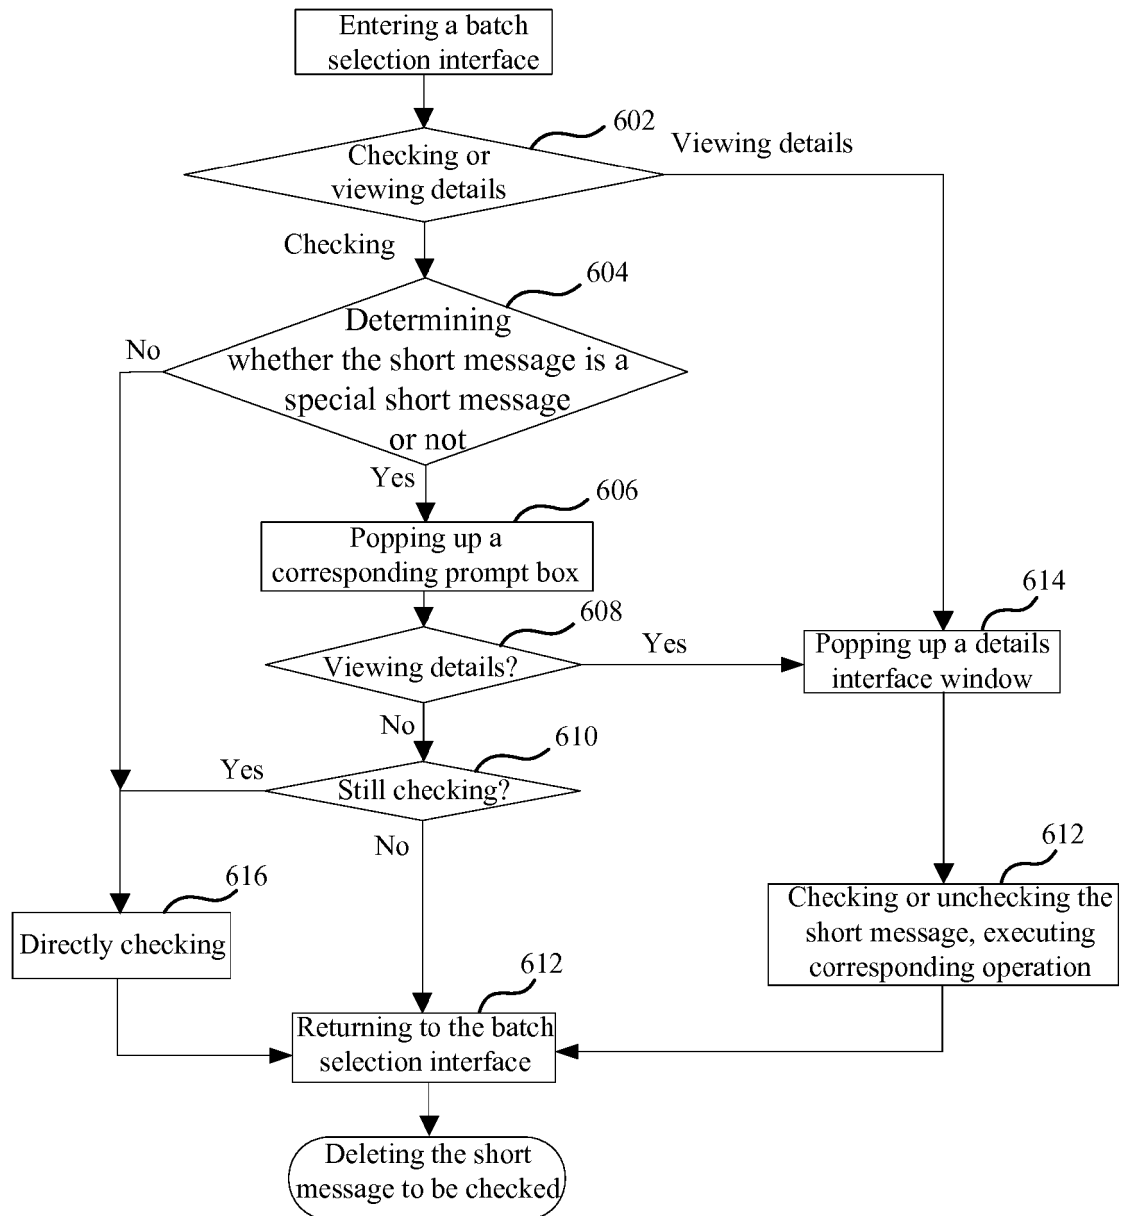 Entering a batch
selection interface
602
Viewing details
Checking or
viewing details
Checking
604
No
Determining
whether the short message is a
special short message
or not
Yes
606
Popping up a
corresponding prompt box
614
608
Yes
Viewing details?
Popping up a details
interface window
No
610
Yes
Still checking?
No
612
616
Checking or unchecking the
short message, executing
corresponding operation
Directly checking
612
Returning to the batch
selection interface
Deleting the short
message to be checked